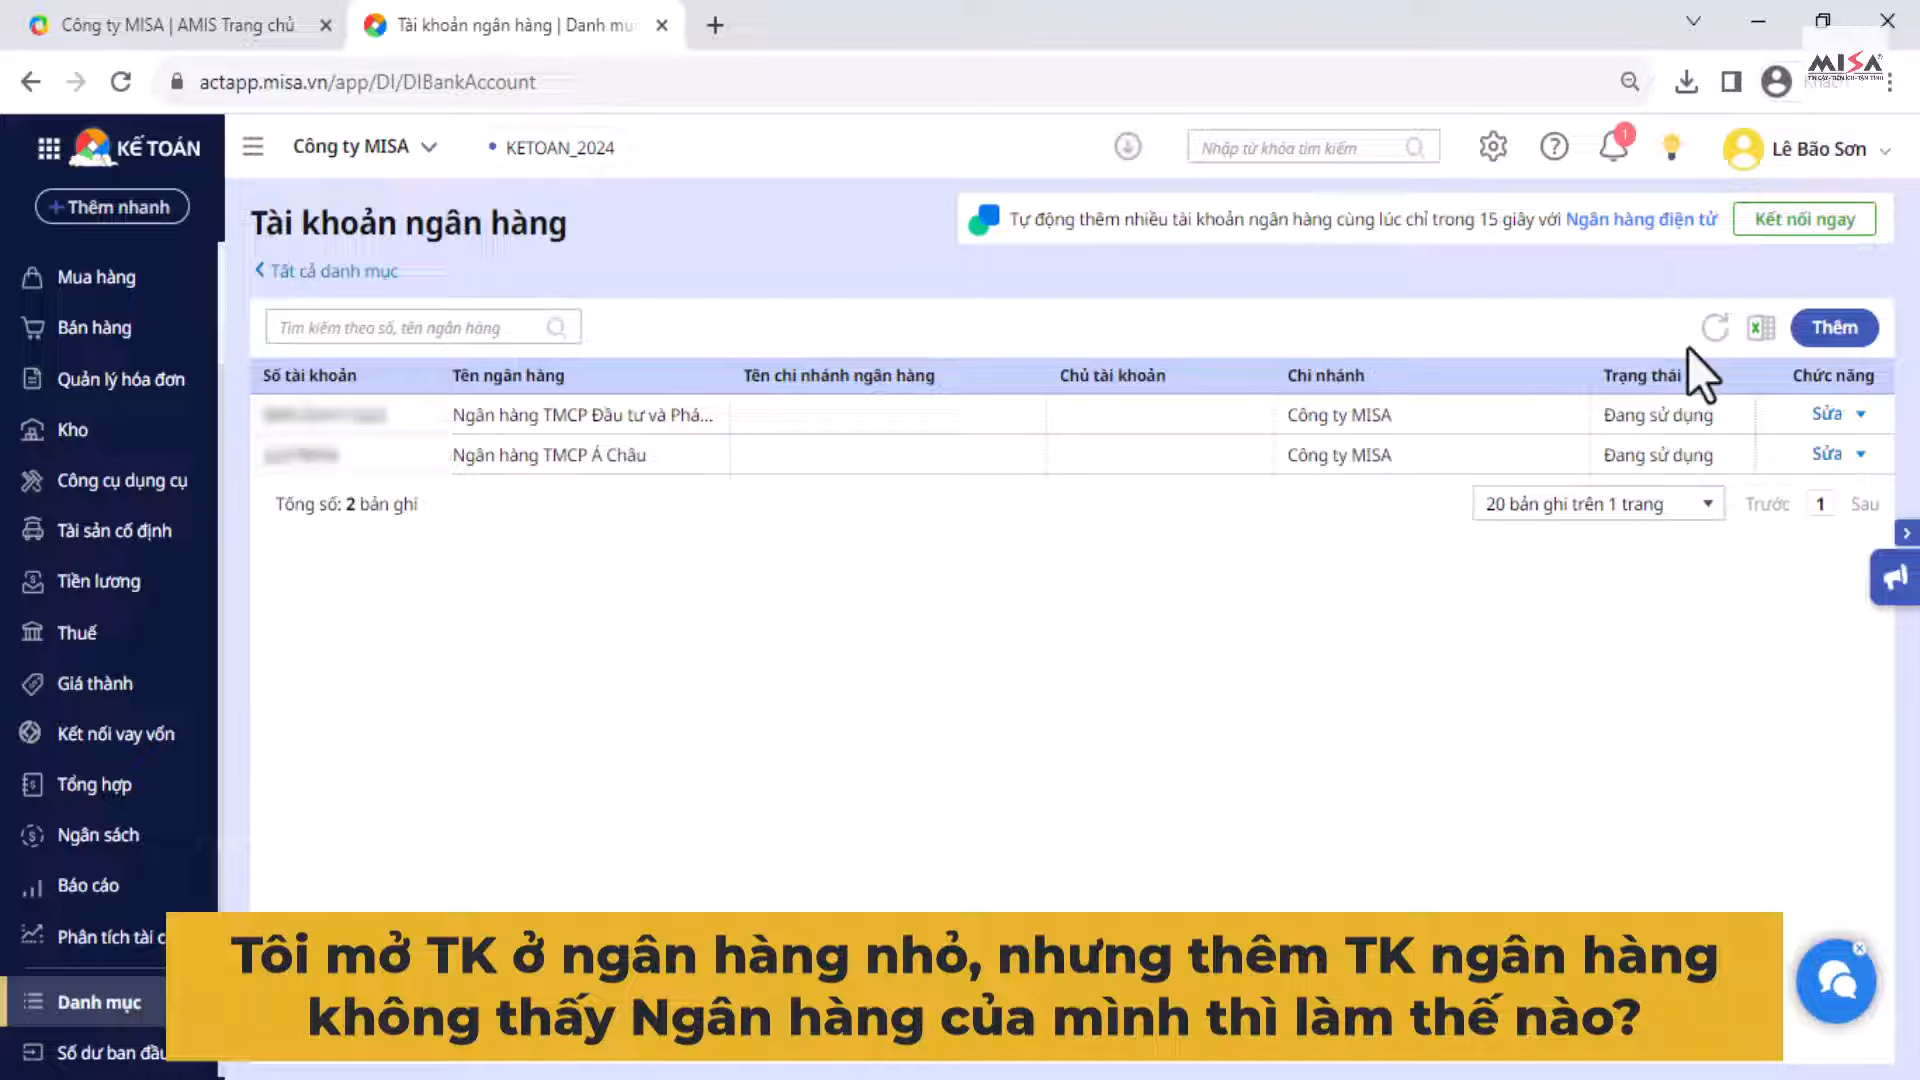 Công ty MISA | AMIS Trang chủ
Tài khoản ngân hàng | Danh mụ
actapp.misa.vn/app/DI/DIBankAccount
MISA
KẾ TOÁN
Công ty MISA
KETOAN_2024
Nhập từ khóa tìm kiếm
1
Lê Bão Sơn
Thêm nhanh
Tài khoản ngân hàng
Tự động thêm nhiều tài khoản ngân hàng cùng lúc chỉ trong 15 giây với Ngân hàng điện tử
Kết nối ngay
Tất cả danh mục
Tìm kiếm theo số, tên ngân hàng
Thêm
Số tài khoản Tên ngân hàng Tên chi nhánh ngân hàng Chủ tài khoản Chi nhánh Trạng thái Chức năng
Ngân hàng TMCP Đầu tư và Phá... Công ty MISA Đang sử dụng Sửa
Ngân hàng TMCP Á Châu Công ty MISA Đang sử dụng Sửa
Tổng số: 2 bản ghi
20 bản ghi trên 1 trang
Trước 1 Sau
Mua hàng
Bán hàng
Quản lý hóa đơn
Kho
Công cụ dụng cụ
Tài sản cố định
Tiền lương
Thuế
Giá thành
Kết nối vay vốn
Tổng hợp
Ngân sách
Báo cáo
Phân tích tài c
Danh mục
Số dư ban đầu
Tôi mở TK ở ngân hàng nhỏ, nhưng thêm TK ngân hàng
không thấy Ngân hàng của mình thì làm thế nào?